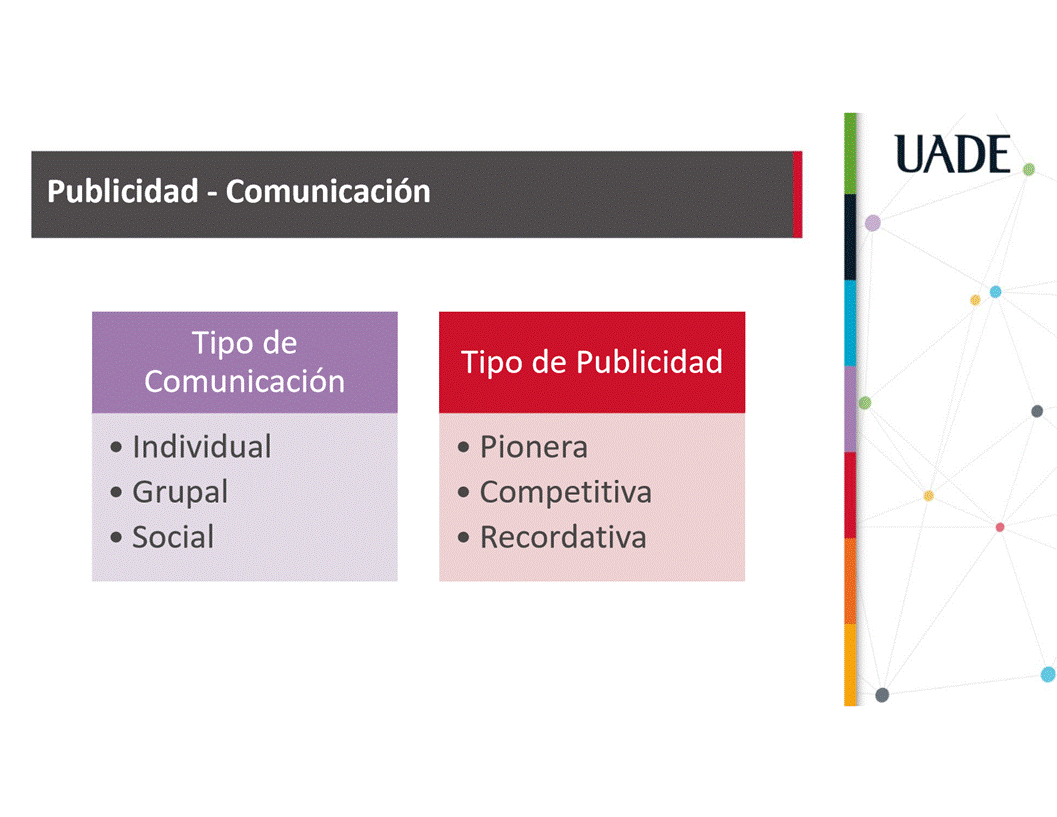 UADE
Publicidad - Comunicación
Tipo de
Comunicación
• Individual
• Grupal
• Social
Tipo de Publicidad
• Pionera
• Competitiva
• Recordativa